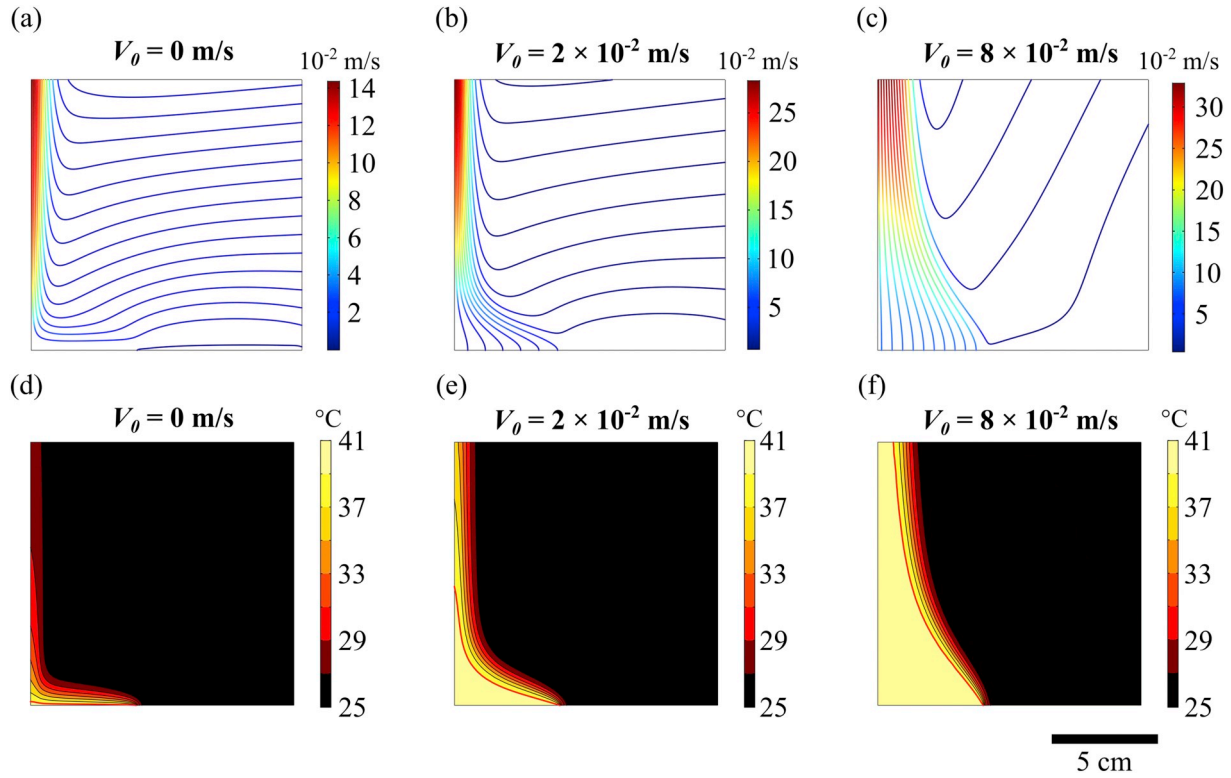 (a)
V₀ = 0 m/s
10⁻² m/s
14
12
10
8
6
4
2
(b)
V₀ = 2 × 10⁻² m/s
10⁻² m/s
25
20
15
10
5
(c)
V₀ = 8 × 10⁻² m/s
10⁻² m/s
30
25
20
15
10
5
(d)
V₀ = 0 m/s
°C
41
37
33
29
25
(e)
V₀ = 2 × 10⁻² m/s
°C
41
37
33
29
25
(f)
V₀ = 8 × 10⁻² m/s
°C
41
37
33
29
25
5 cm